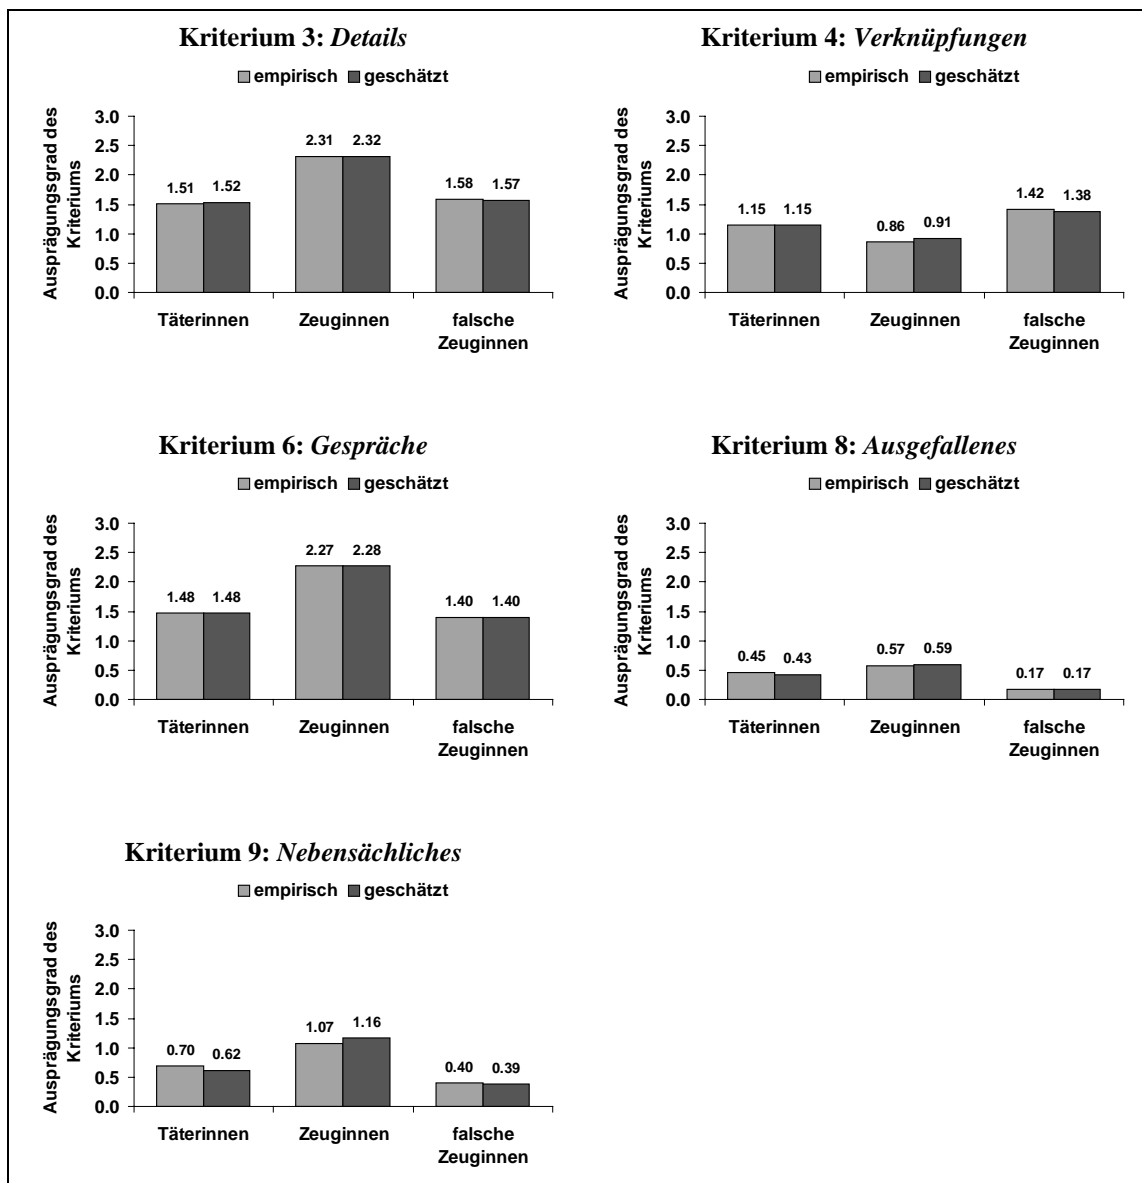 Kriterium 3: Details
empirisch geschätzt
Ausprägungsgrad des
Kriteriums
3.0
2.5
2.0
1.5
1.0
0.5
0.0
1.51 1.52 2.31 2.32 1.58 1.57
Täterinnen Zeuginnen falsche
Zeuginnen
Kriterium 4: Verknüpfungen
empirisch geschätzt
Ausprägungsgrad des
Kriteriums
3.0
2.5
2.0
1.5
1.0
0.5
0.0
1.15 1.15 0.86 0.91 1.42 1.38
Täterinnen Zeuginnen falsche
Zeuginnen
Kriterium 6: Gespräche
empirisch geschätzt
Ausprägungsgrad des
Kriteriums
3.0
2.5
2.0
1.5
1.0
0.5
0.0
1.48 1.48 2.27 2.28 1.40 1.40
Täterinnen Zeuginnen falsche
Zeuginnen
Kriterium 8: Ausgefallenes
empirisch geschätzt
Ausprägungsgrad des
Kriteriums
3.0
2.5
2.0
1.5
1.0
0.5
0.0
0.45 0.43 0.57 0.59 0.17 0.17
Täterinnen Zeuginnen falsche
Zeuginnen
Kriterium 9: Nebensächliches
empirisch geschätzt
Ausprägungsgrad des
Kriteriums
3.0
2.5
2.0
1.5
1.0
0.5
0.0
0.70 0.62 1.07 1.16 0.40 0.39
Täterinnen Zeuginnen falsche
Zeuginnen